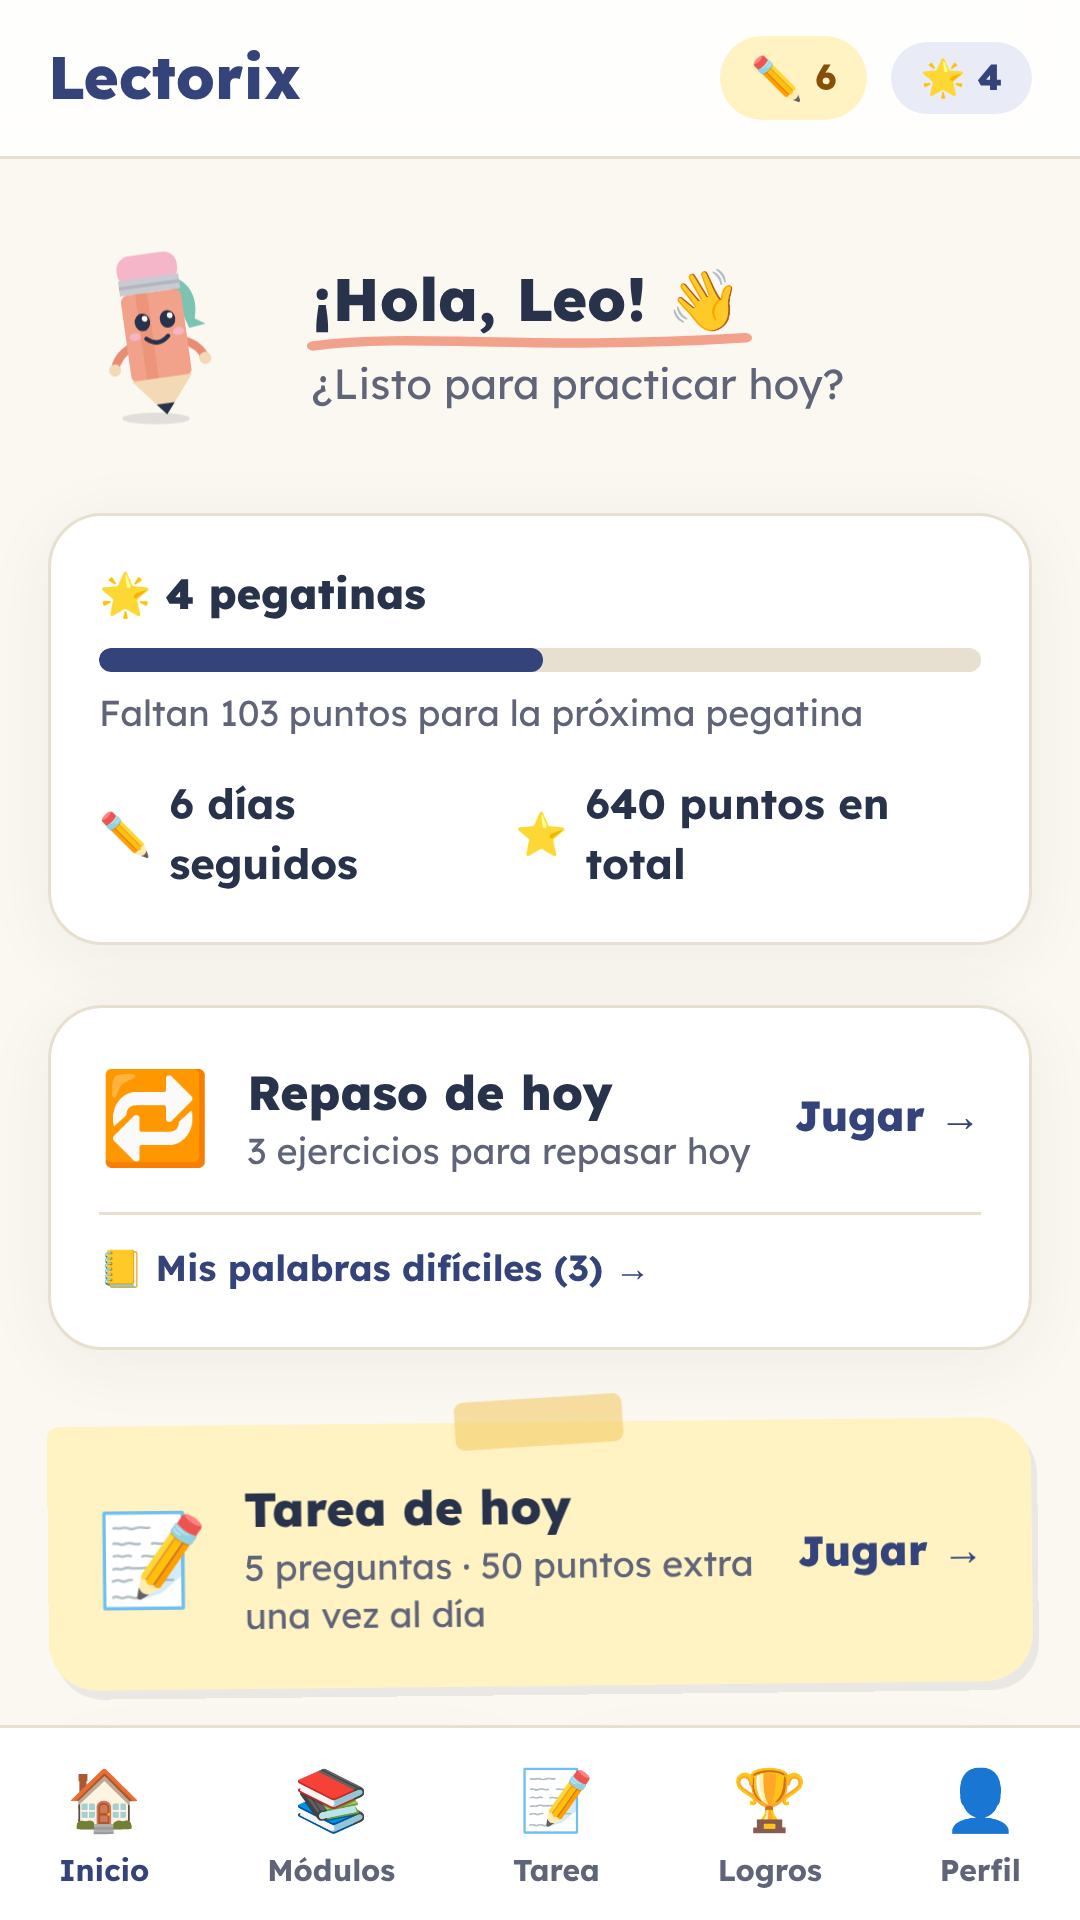 Lectorix
✏️ 6
🌟 4
¡Hola, Leo! 👋
¿Listo para practicar hoy?
🌟 4 pegatinas
Faltan 103 puntos para la próxima pegatina
✏️ 6 días
seguidos
⭐ 640 puntos en
total
Repaso de hoy
3 ejercicios para repasar hoy
Jugar →
📒 Mis palabras difíciles (3) →
Tarea de hoy
5 preguntas · 50 puntos extra
una vez al día
Jugar →
Inicio
Módulos
Tarea
Logros
Perfil